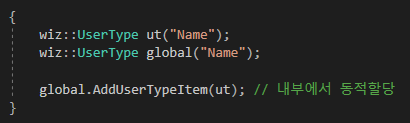 {
    wiz::UserType ut("Name");
    wiz::UserType global("Name");

    global.AddUserTypeItem(ut); // 내부에서 동적할당
}